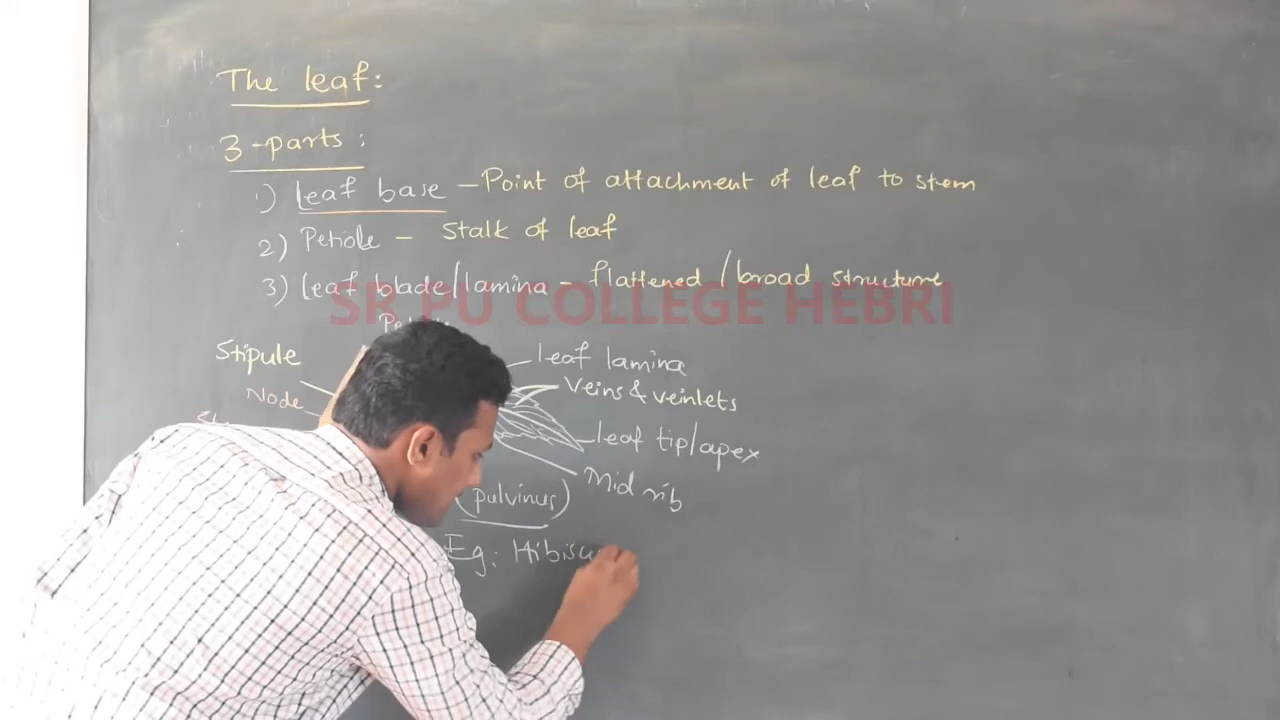 The leaf:
3-parts:
1) Leaf base – Point of attachment of leaf to stem
2) Petiole – Stalk of leaf
3) Leaf blade/lamina – flattened / broad structure
SR PU COLLEGE HEBRI
Stipule
leaf lamina
Node
Veins & veinlets
leaf tip/apex
Mid rib
(pulvinus)
Eg: Hibiscu